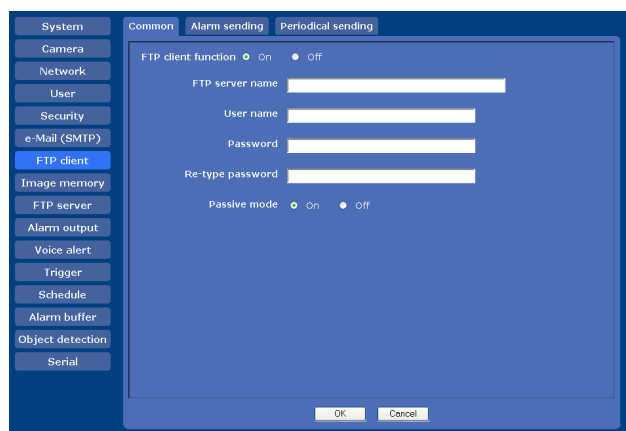 System
Camera
Network
User
Security
e-Mail (SMTP)
FTP client
Image memory
FTP server
Alarm output
Voice alert
Trigger
Schedule
Alarm buffer
Object detection
Serial
Common Alarm sending Periodical sending
FTP client function On Off
FTP server name
User name
Password
Re-type password
Passive mode On Off
OK Cancel